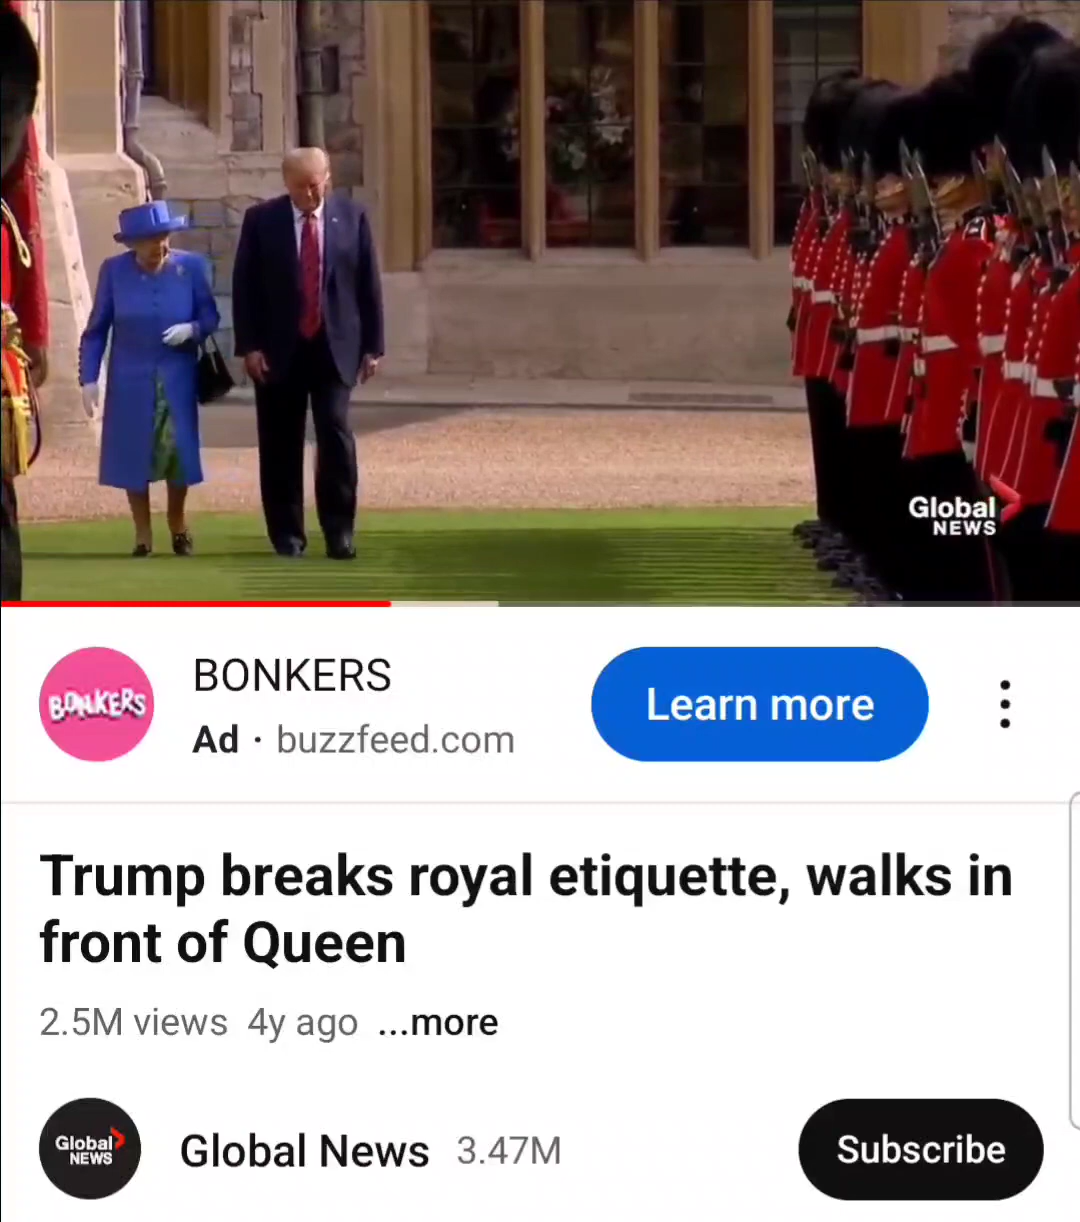 Global
NEWS
BONKERS
BONKERS
Ad · buzzfeed.com
Learn more
Trump breaks royal etiquette, walks in
front of Queen
2.5M views 4y ago ...more
Global
NEWS
Global News 3.47M
Subscribe